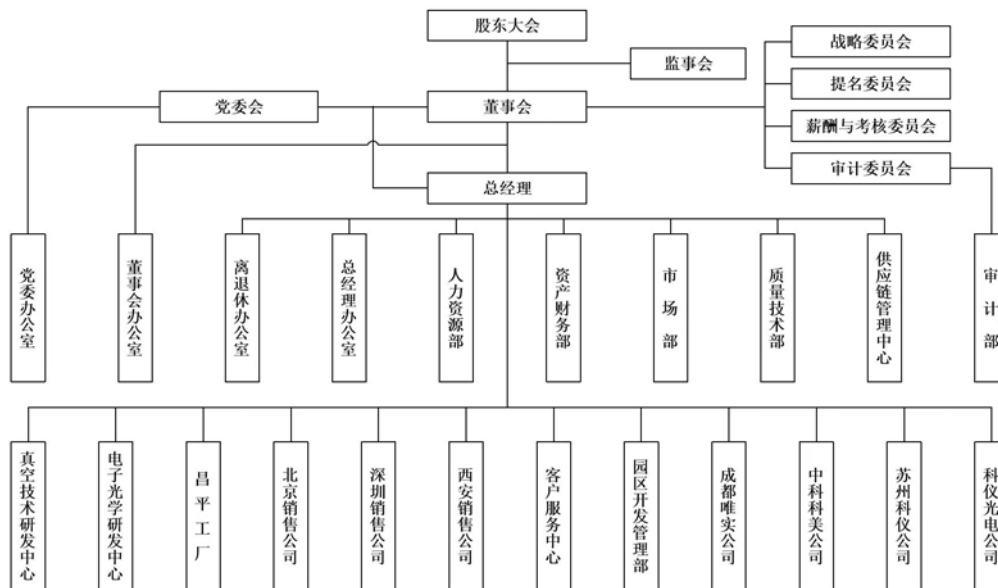 股东大会
监事会
战略委员会
提名委员会
薪酬与考核委员会
审计委员会
党委会
董事会
总经理
党委办公室
董事会办公室
离退休办公室
总经理办公室
人力资源部
资产财务部
市场部
质量技术部
供应链管理中心
审计部
真空技术研发中心
电子光学研发中心
昌平工厂
北京销售公司
深圳销售公司
西安销售公司
客户服务中心
园区开发管理部
成都唯实公司
中科科美公司
苏州科仪公司
科仪光电公司